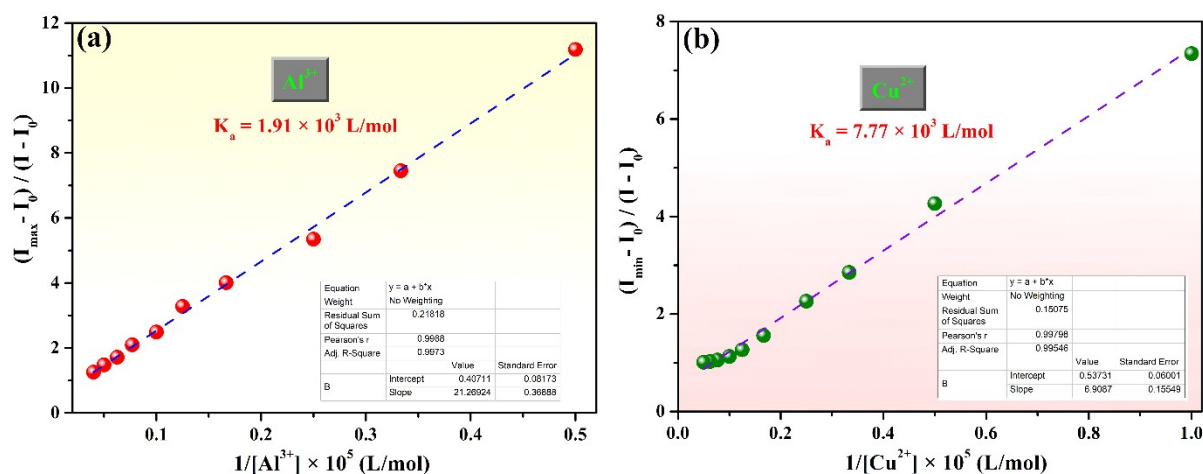 (a)
Al³⁺
Kₐ = 1.91 × 10³ L/mol
(I_max - I₀) / (I - I₀)
12
10
8
6
4
2
0
0.1 0.2 0.3 0.4 0.5
1/[Al³⁺] × 10⁵ (L/mol)
Equation y = a + b*x
Weight No Weighting
Residual Sum of Squares 0.21818
Pearson's r 0.9988
Adj. R-Square 0.9973
Value Standard Error
B Intercept 0.40711 0.08173
Slope 21.26924 0.36888
(b)
Cu²⁺
Kₐ = 7.77 × 10³ L/mol
(I_min - I₀) / (I - I₀)
8
6
4
2
0
0.0 0.2 0.4 0.6 0.8 1.0
1/[Cu²⁺] × 10⁵ (L/mol)
Equation y = a + b*x
Weight No Weighting
Residual Sum of Squares 0.15075
Pearson's r 0.99798
Adj. R-Square 0.99546
Value Standard Error
B Intercept 0.53731 0.06001
Slope 6.9087 0.15549